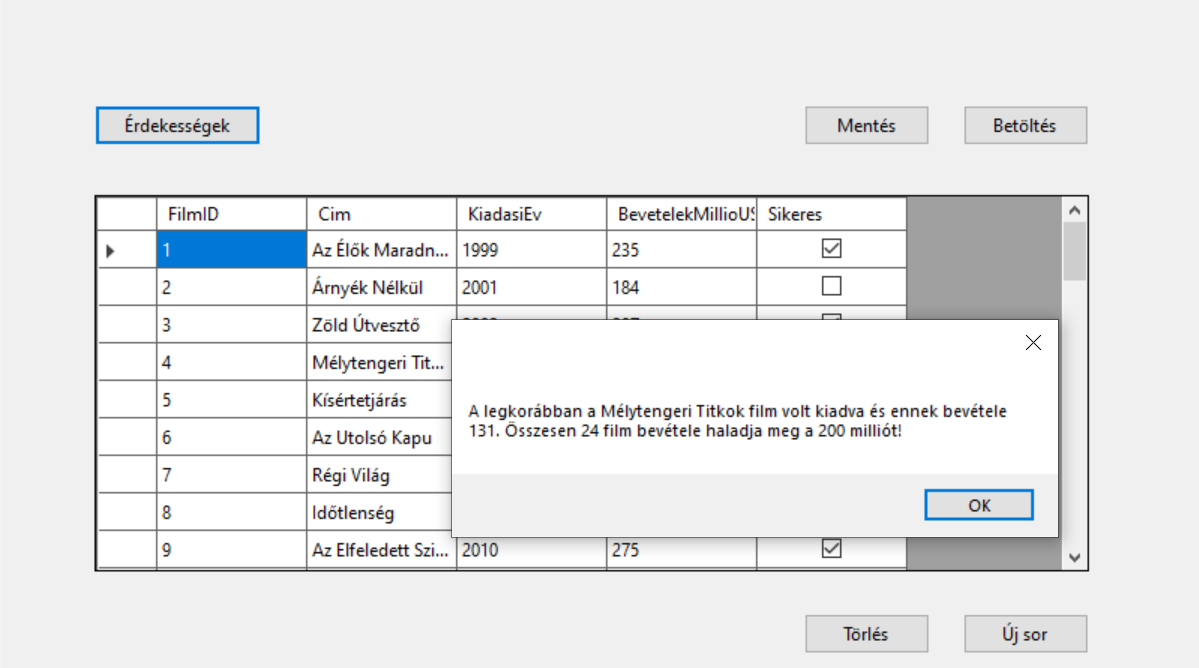 Érdekességek Mentés Betöltés
FilmID Cim KiadasiEv BevetelekMillioUS Sikeres
1 Az Élők Maradn... 1999 235
2 Árnyék Nélkül 2001 184
3 Zöld Útvesztő
4 Mélytengeri Tit...
5 Kísértetjárás
6 Az Utolsó Kapu
7 Régi Világ
8 Időtlenség
9 Az Elfeledett Szi... 2010 275
A legkorábban a Mélytengeri Titkok film volt kiadva és ennek bevétele
131. Összesen 24 film bevétele haladja meg a 200 milliót!
OK
Törlés Új sor